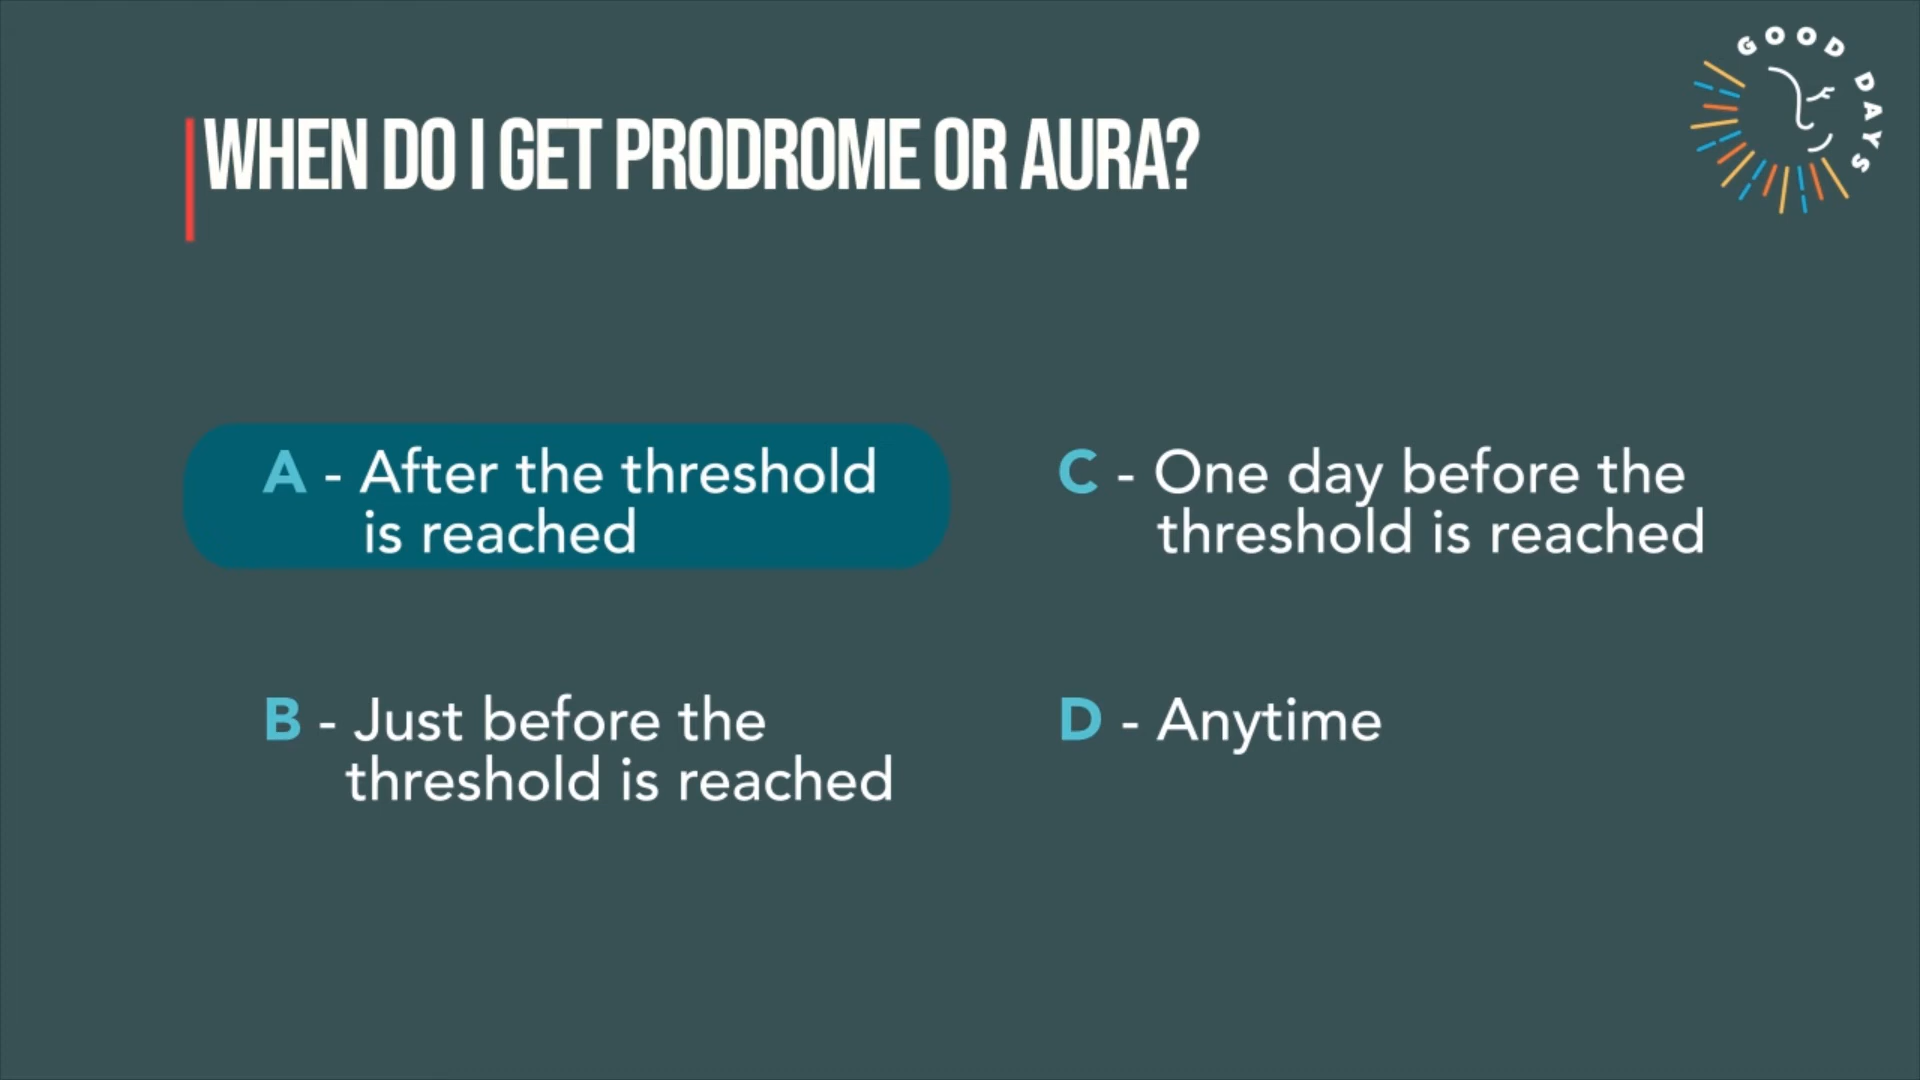 GOOD DAYS
WHEN DO I GET PRODROME OR AURA?
A - After the threshold
is reached
B - Just before the
threshold is reached
C - One day before the
threshold is reached
D - Anytime